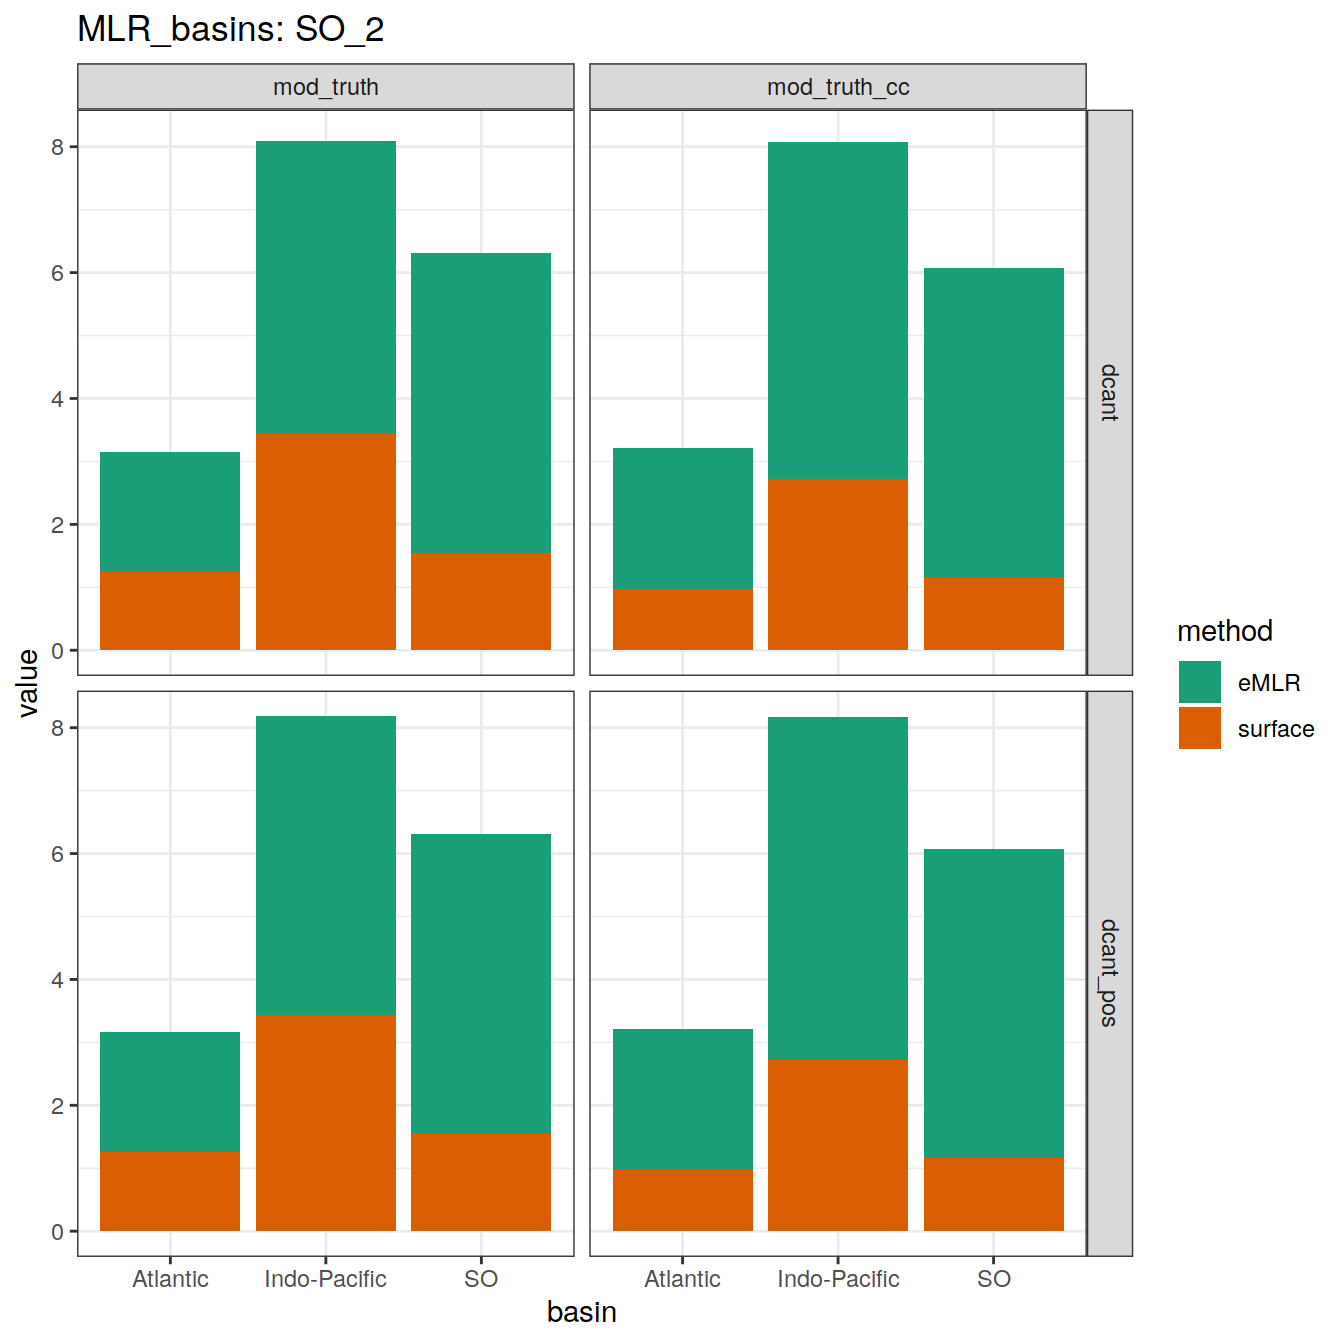 MLR_basins: SO_2
mod_truth
mod_truth_cc
8
6
4
2
0
dcant
8
6
4
2
0
dcant_pos
value
Atlantic
Indo-Pacific
SO
Atlantic
Indo-Pacific
SO
basin
method
eMLR
surface